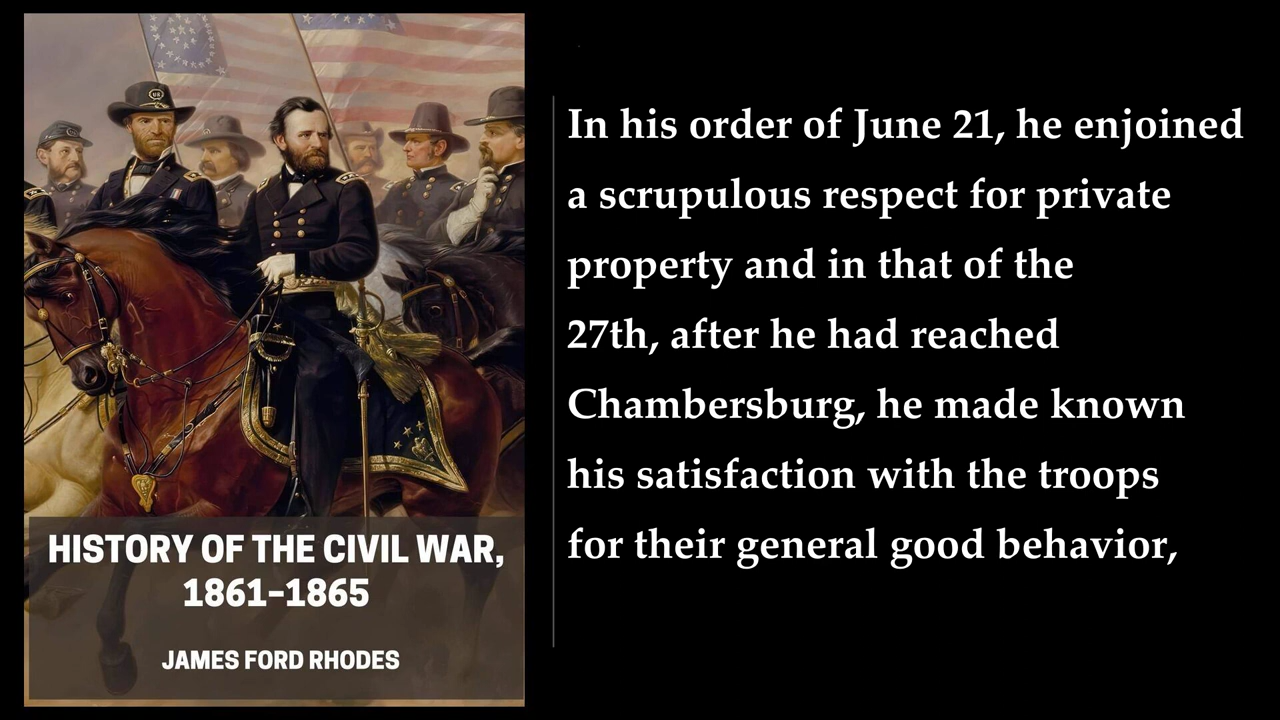 HISTORY OF THE CIVIL WAR,
1861–1865
JAMES FORD RHODES
In his order of June 21, he enjoined
a scrupulous respect for private
property and in that of the
27th, after he had reached
Chambersburg, he made known
his satisfaction with the troops
for their general good behavior,